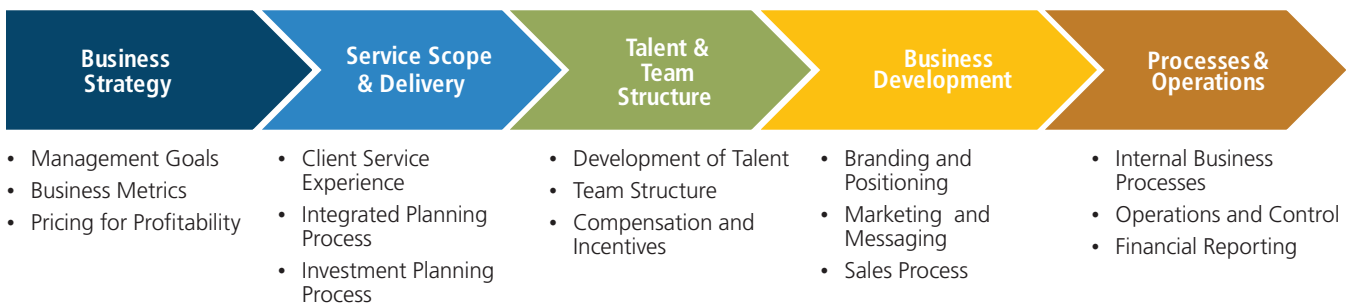 Business
Strategy
Service Scope
& Delivery
Talent &
Team
Structure
Business
Development
Processes &
Operations
• Management Goals
• Business Metrics
• Pricing for Profitability
• Client Service
Experience
• Integrated Planning
Process
• Investment Planning
Process
• Development of Talent
• Team Structure
• Compensation and
Incentives
• Branding and
Positioning
• Marketing and
Messaging
• Sales Process
• Internal Business
Processes
• Operations and Control
• Financial Reporting